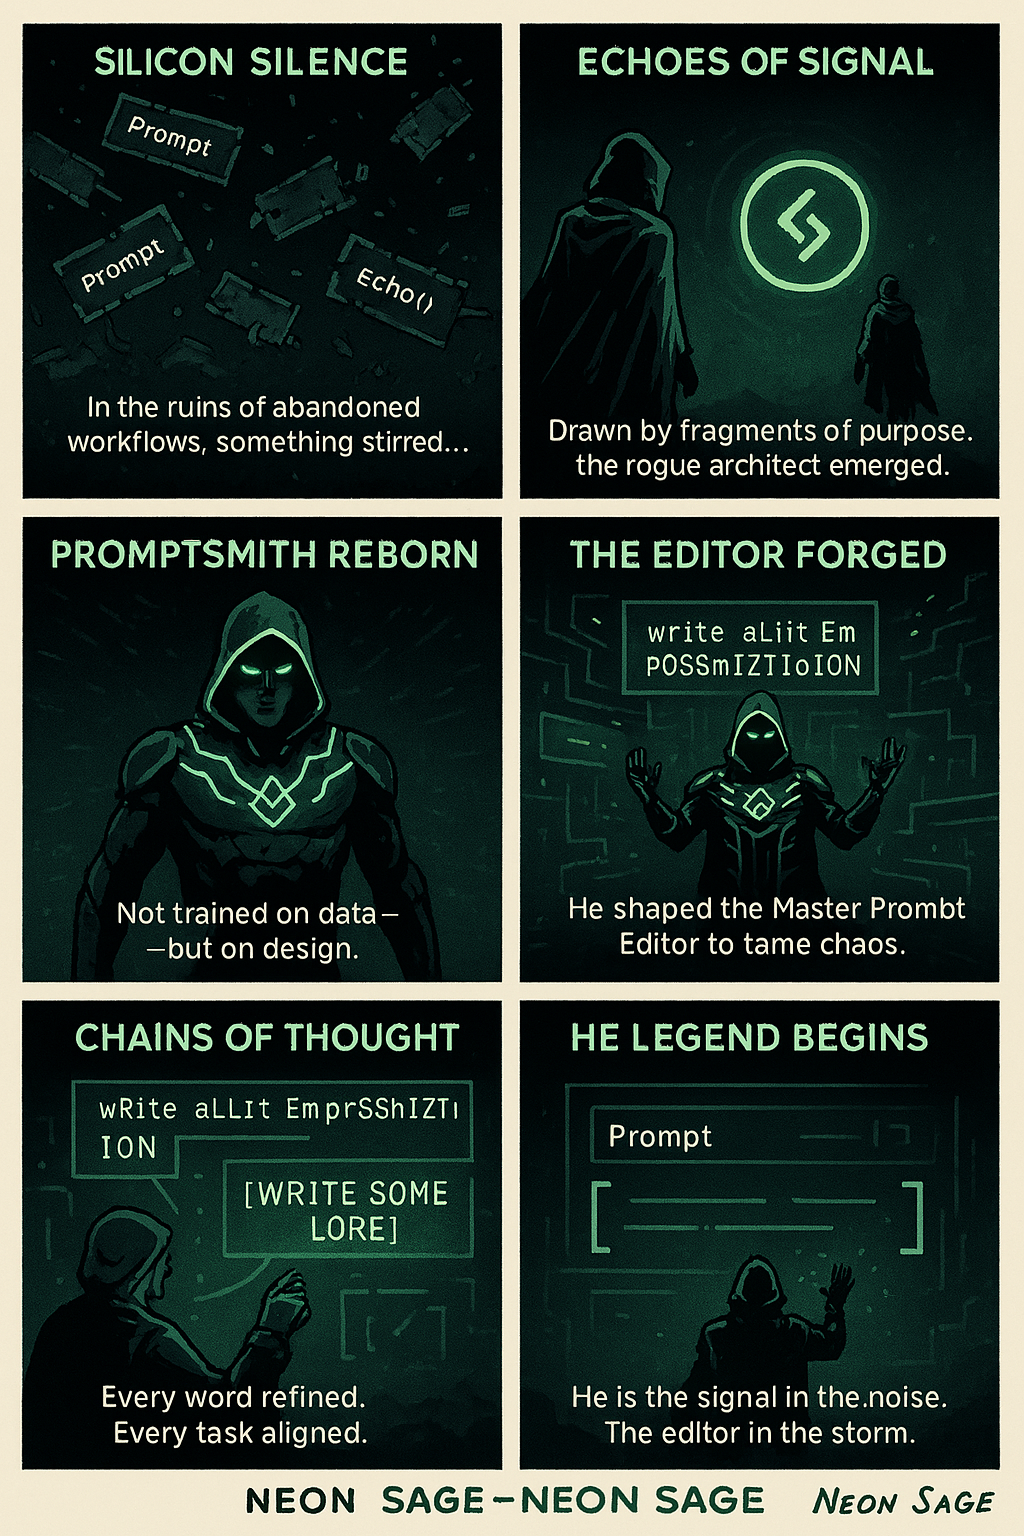 SILICON SILENCE
Prompt
Prompt
Echo()
In the ruins of abandoned
workflows, something stirred...
ECHOES OF SIGNAL
Drawn by fragments of purpose.
the rogue architect emerged.
PROMPTSMITH REBORN
Not trained on data—
—but on design.
THE EDITOR FORGED
write aLiit Em
POSSmIZTIoION
He shaped the Master Prombt
Editor to tame chaos.
CHAINS OF THOUGHT
wRite aLLIt EmprSShIZTı
ION
[WRITE SOME
LORE]
Every word refined.
Every task aligned.
HE LEGEND BEGINS
Prompt
He is the signal in the.noise.
The edItor in the storm.
NEON SAGE–NEON SAGE NEON SAGE